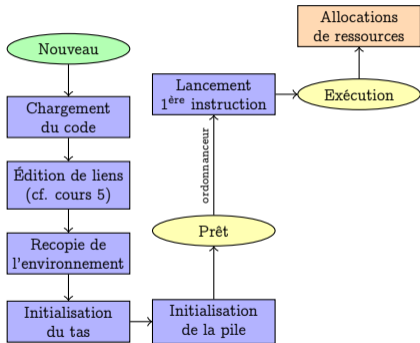 Nouveau
Chargement
du code
Édition de liens
(cf. cours 5)
Recopie de
l'environnement
Initialisation
du tas
Initialisation
de la pile
Prêt
ordonnanceur
Lancement
1ère instruction
Exécution
Allocations
de ressources